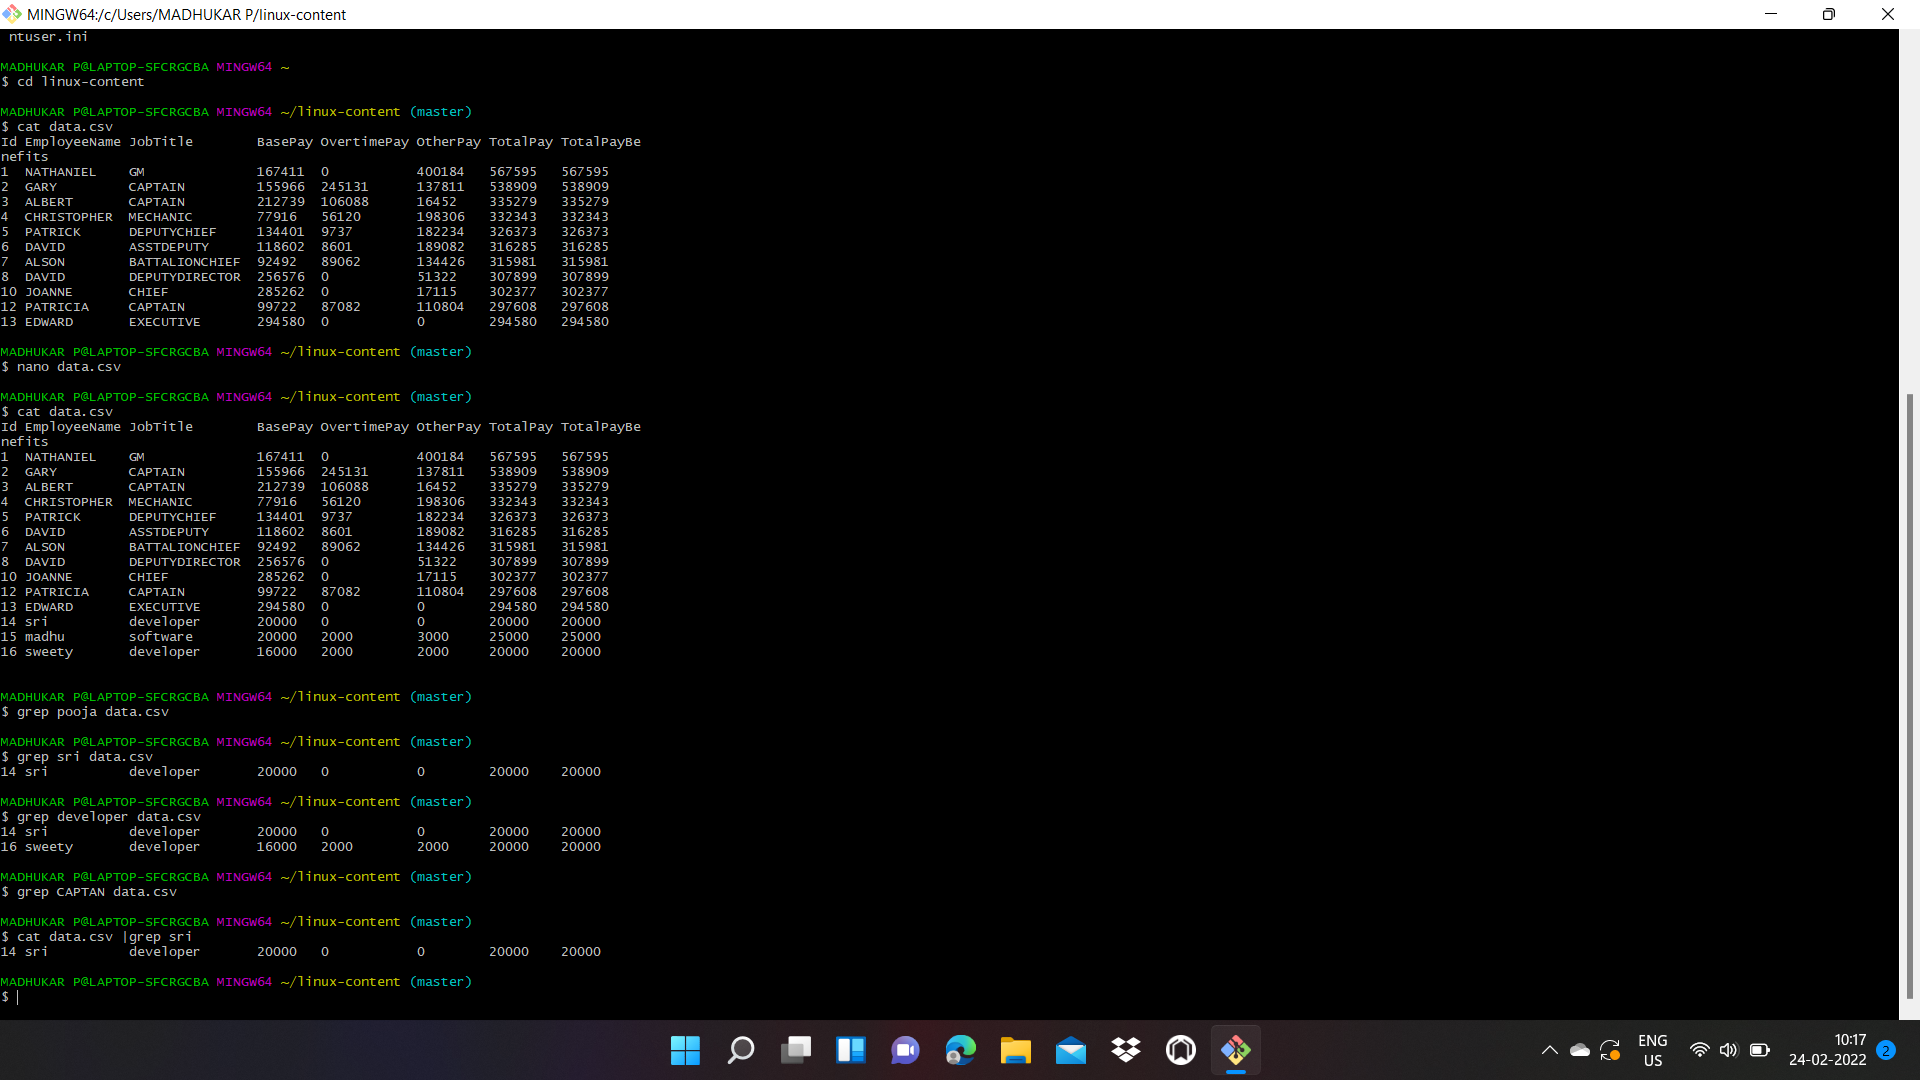 MINGW64:/c/Users/MADHUKAR P/linux-content
ntuser.ini
MADHUKAR P@LAPTOP-SFCRGCBA MINGW64 ~
$ cd linux-content
MADHUKAR P@LAPTOP-SFCRGCBA MINGW64 ~/linux-content (master)
$ cat data.csv
Id EmployeeName JobTitle        BasePay OvertimePay OtherPay TotalPay TotalPayBe
nefits
1  NATHANIEL    GM              167411  0           400184   567595   567595
2  GARY         CAPTAIN         155966  245131      137811   538909   538909
3  ALBERT       CAPTAIN         212739  106088      16452    335279   335279
4  CHRISTOPHER  MECHANIC        77916   56120       198306   332343   332343
5  PATRICK      DEPUTYCHIEF     134401  9737        182234   326373   326373
6  DAVID        ASSTDEPUTY      118602  8601        189082   316285   316285
7  ALSON        BATTALIONCHIEF  92492   89062       134426   315981   315981
8  DAVID        DEPUTYDIRECTOR  256576  0           51322    307899   307899
10 JOANNE       CHIEF           285262  0           17115    302377   302377
12 PATRICIA     CAPTAIN         99722   87082       110804   297608   297608
13 EDWARD       EXECUTIVE       294580  0           0        294580   294580
MADHUKAR P@LAPTOP-SFCRGCBA MINGW64 ~/linux-content (master)
$ nano data.csv
MADHUKAR P@LAPTOP-SFCRGCBA MINGW64 ~/linux-content (master)
$ cat data.csv
Id EmployeeName JobTitle        BasePay OvertimePay OtherPay TotalPay TotalPayBe
nefits
1  NATHANIEL    GM              167411  0           400184   567595   567595
2  GARY         CAPTAIN         155966  245131      137811   538909   538909
3  ALBERT       CAPTAIN         212739  106088      16452    335279   335279
4  CHRISTOPHER  MECHANIC        77916   56120       198306   332343   332343
5  PATRICK      DEPUTYCHIEF     134401  9737        182234   326373   326373
6  DAVID        ASSTDEPUTY      118602  8601        189082   316285   316285
7  ALSON        BATTALIONCHIEF  92492   89062       134426   315981   315981
8  DAVID        DEPUTYDIRECTOR  256576  0           51322    307899   307899
10 JOANNE       CHIEF           285262  0           17115    302377   302377
12 PATRICIA     CAPTAIN         99722   87082       110804   297608   297608
13 EDWARD       EXECUTIVE       294580  0           0        294580   294580
14 sri          developer       20000   0           0        20000    20000
15 madhu        software        20000   2000        3000     25000    25000
16 sweety       developer       16000   2000        2000     20000    20000
MADHUKAR P@LAPTOP-SFCRGCBA MINGW64 ~/linux-content (master)
$ grep pooja data.csv
MADHUKAR P@LAPTOP-SFCRGCBA MINGW64 ~/linux-content (master)
$ grep sri data.csv
14 sri          developer       20000   0           0        20000    20000
MADHUKAR P@LAPTOP-SFCRGCBA MINGW64 ~/linux-content (master)
$ grep developer data.csv
14 sri          developer       20000   0           0        20000    20000
16 sweety       developer       16000   2000        2000     20000    20000
MADHUKAR P@LAPTOP-SFCRGCBA MINGW64 ~/linux-content (master)
$ grep CAPTAN data.csv
MADHUKAR P@LAPTOP-SFCRGCBA MINGW64 ~/linux-content (master)
$ cat data.csv |grep sri
14 sri          developer       20000   0           0        20000    20000
MADHUKAR P@LAPTOP-SFCRGCBA MINGW64 ~/linux-content (master)
$
ENG
US
10:17
24-02-2022
2